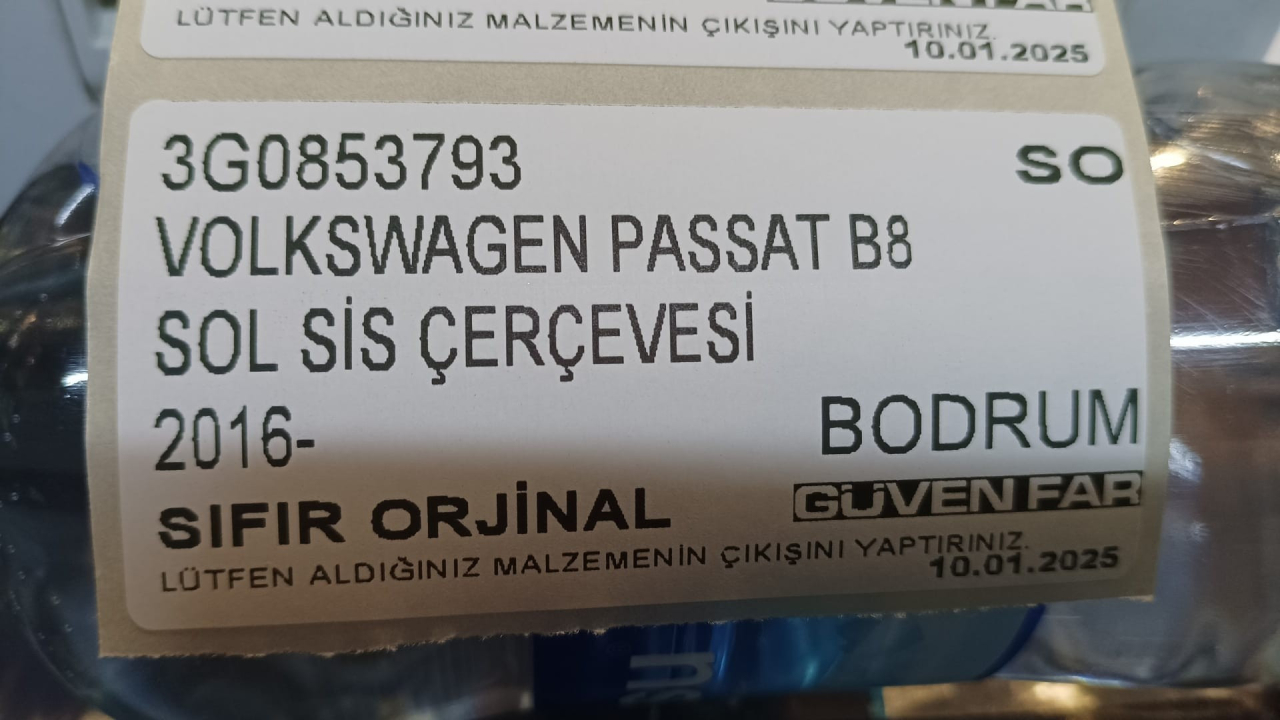 LÜTFEN ALDIĞINIZ MALZEMENİN ÇIKIŞINI YAPTIRINIZ.
10.01.2025
3G0853793 SO
VOLKSWAGEN PASSAT B8
SOL SİS ÇERÇEVESİ
2016- BODRUM
SIFIR ORJİNAL GÜVEN FAR
LÜTFEN ALDIĞINIZ MALZEMENİN ÇIKIŞINI YAPTIRINIZ.
10.01.2025